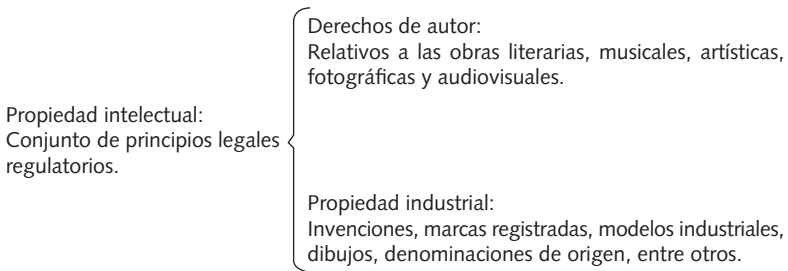 Propiedad intelectual:
Conjunto de principios legales
regulatorios.
Derechos de autor:
Relativos a las obras literarias, musicales, artísticas,
fotográficas y audiovisuales.
Propiedad industrial:
Invenciones, marcas registradas, modelos industriales,
dibujos, denominaciones de origen, entre otros.